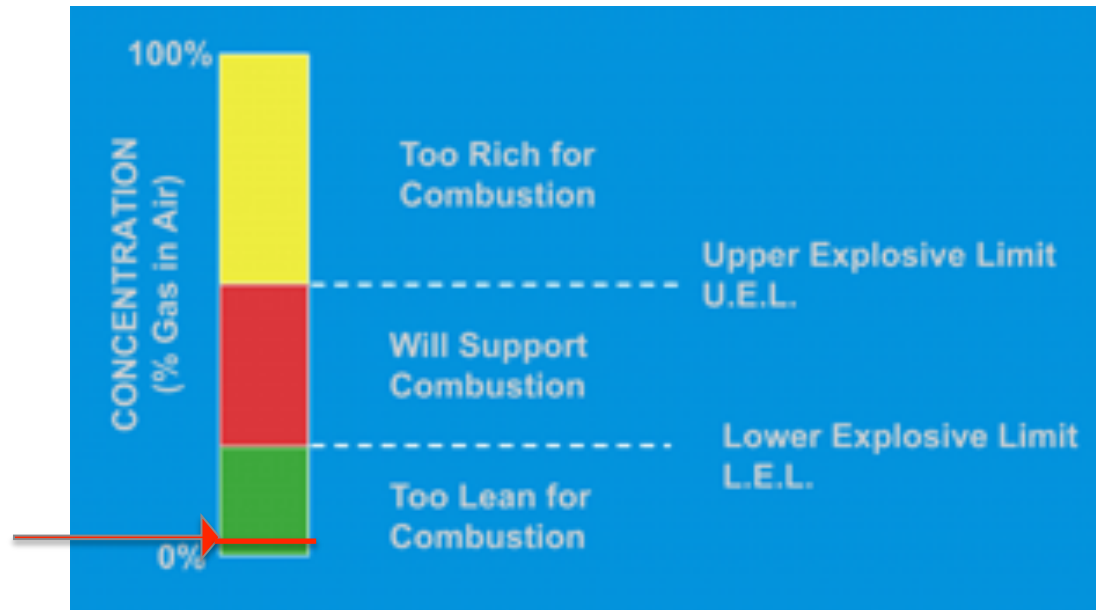 100%
CONCENTRATION
(% Gas in Air)
Too Rich for
Combustion
Upper Explosive Limit
U.E.L.
Will Support
Combustion
Lower Explosive Limit
L.E.L.
Too Lean for
Combustion
0%